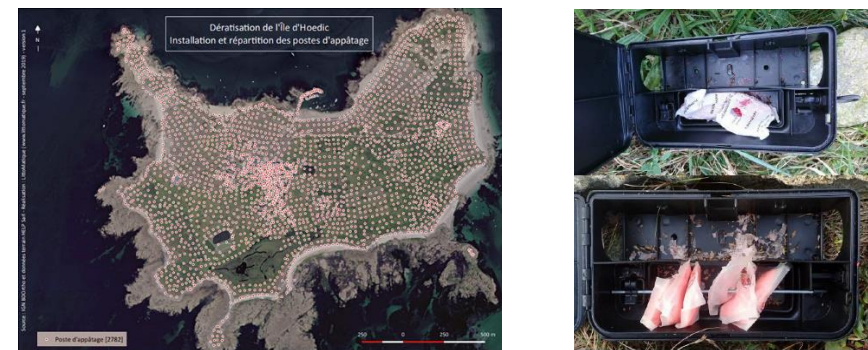 Dératisation de l'Île d'Hoedic
Installation et répartition des postes d'appâtage
N
Poste d'appâtage [2782]
250 0 250 500 m